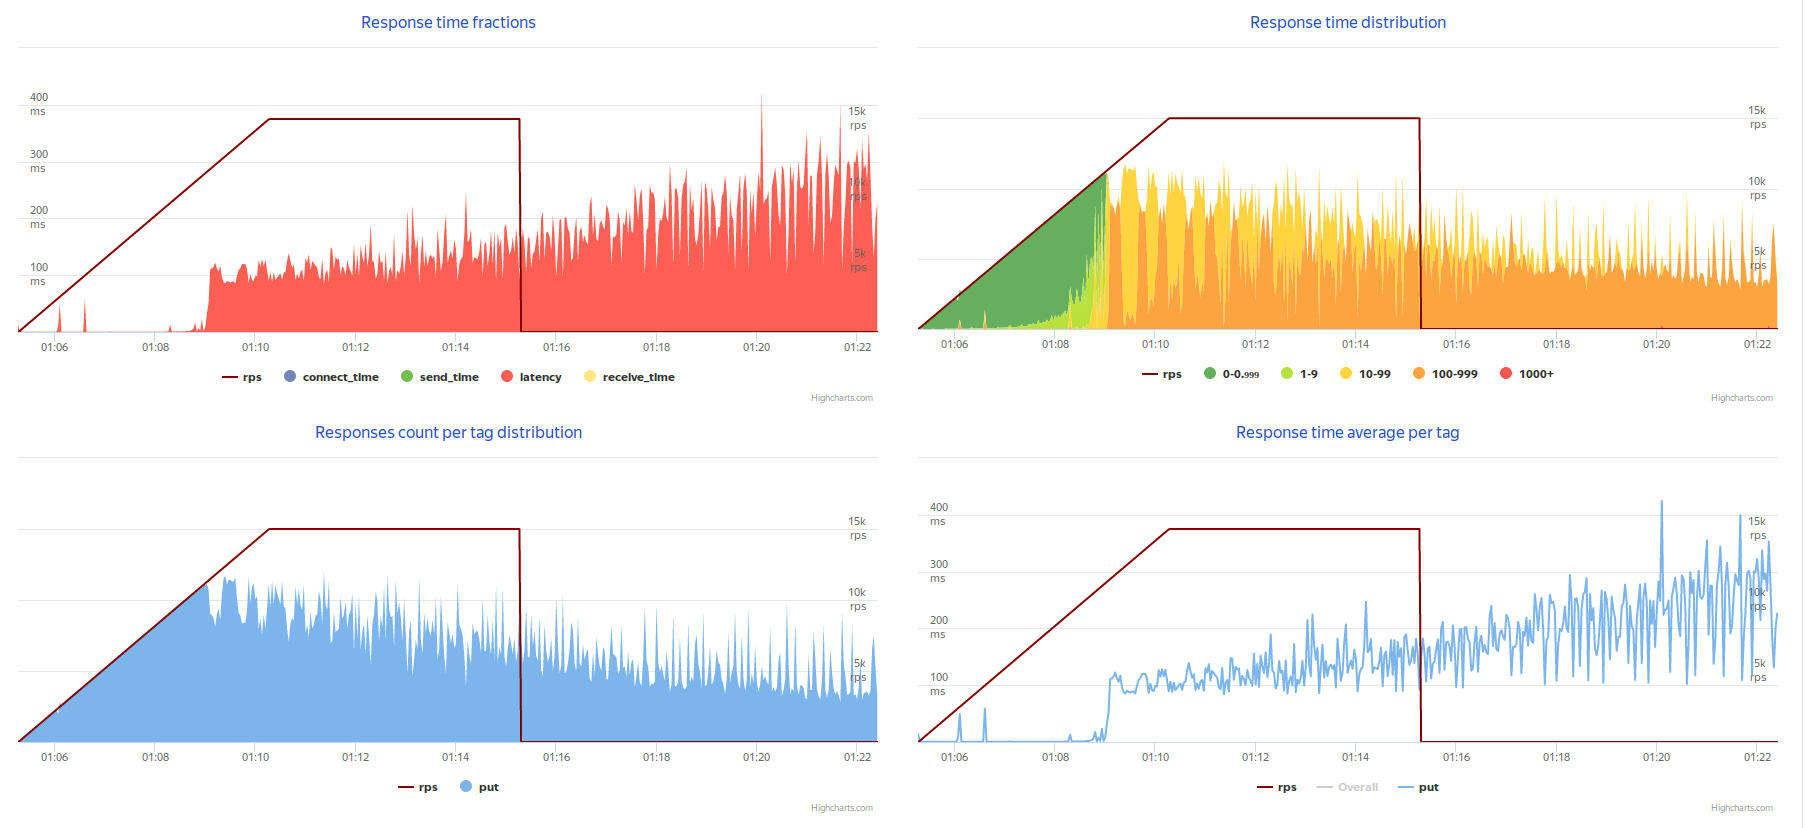 Response time fractions
400
ms
300
ms
200
ms
100
ms
15k
rps
10k
rps
5k
rps
01:06 01:08 01:10 01:12 01:14 01:16 01:18 01:20 01:22
rps connect_time send_time latency receive_time
Highcharts.com
Response time distribution
15k
rps
10k
rps
5k
rps
01:06 01:08 01:10 01:12 01:14 01:16 01:18 01:20 01:22
rps 0-0.999 1-9 10-99 100-999 1000+
Highcharts.com
Responses count per tag distribution
15k
rps
10k
rps
5k
rps
01:06 01:08 01:10 01:12 01:14 01:16 01:18 01:20 01:22
rps put
Highcharts.com
Response time average per tag
400
ms
300
ms
200
ms
100
ms
15k
rps
10k
rps
5k
rps
01:06 01:08 01:10 01:12 01:14 01:16 01:18 01:20 01:22
rps Overall put
Highcharts.com